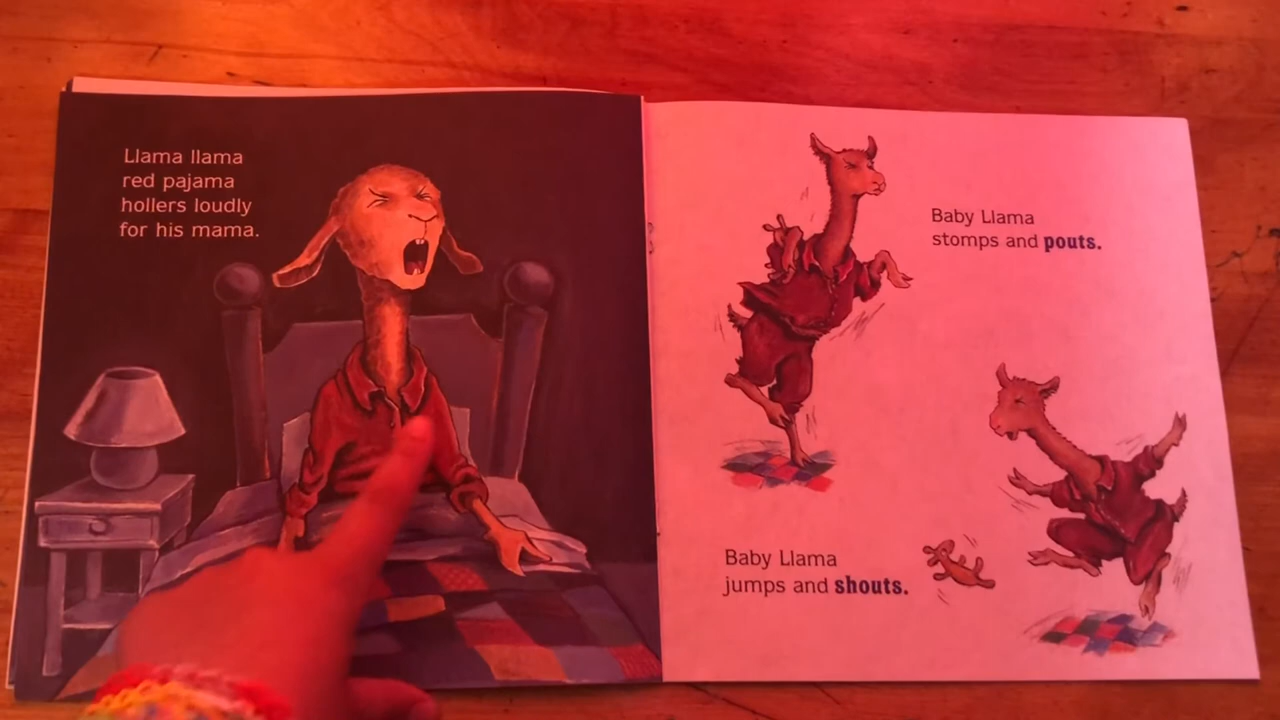 Llama llama
red pajama
hollers loudly
for his mama.
Baby Llama
stomps and pouts.
Baby Llama
jumps and shouts.